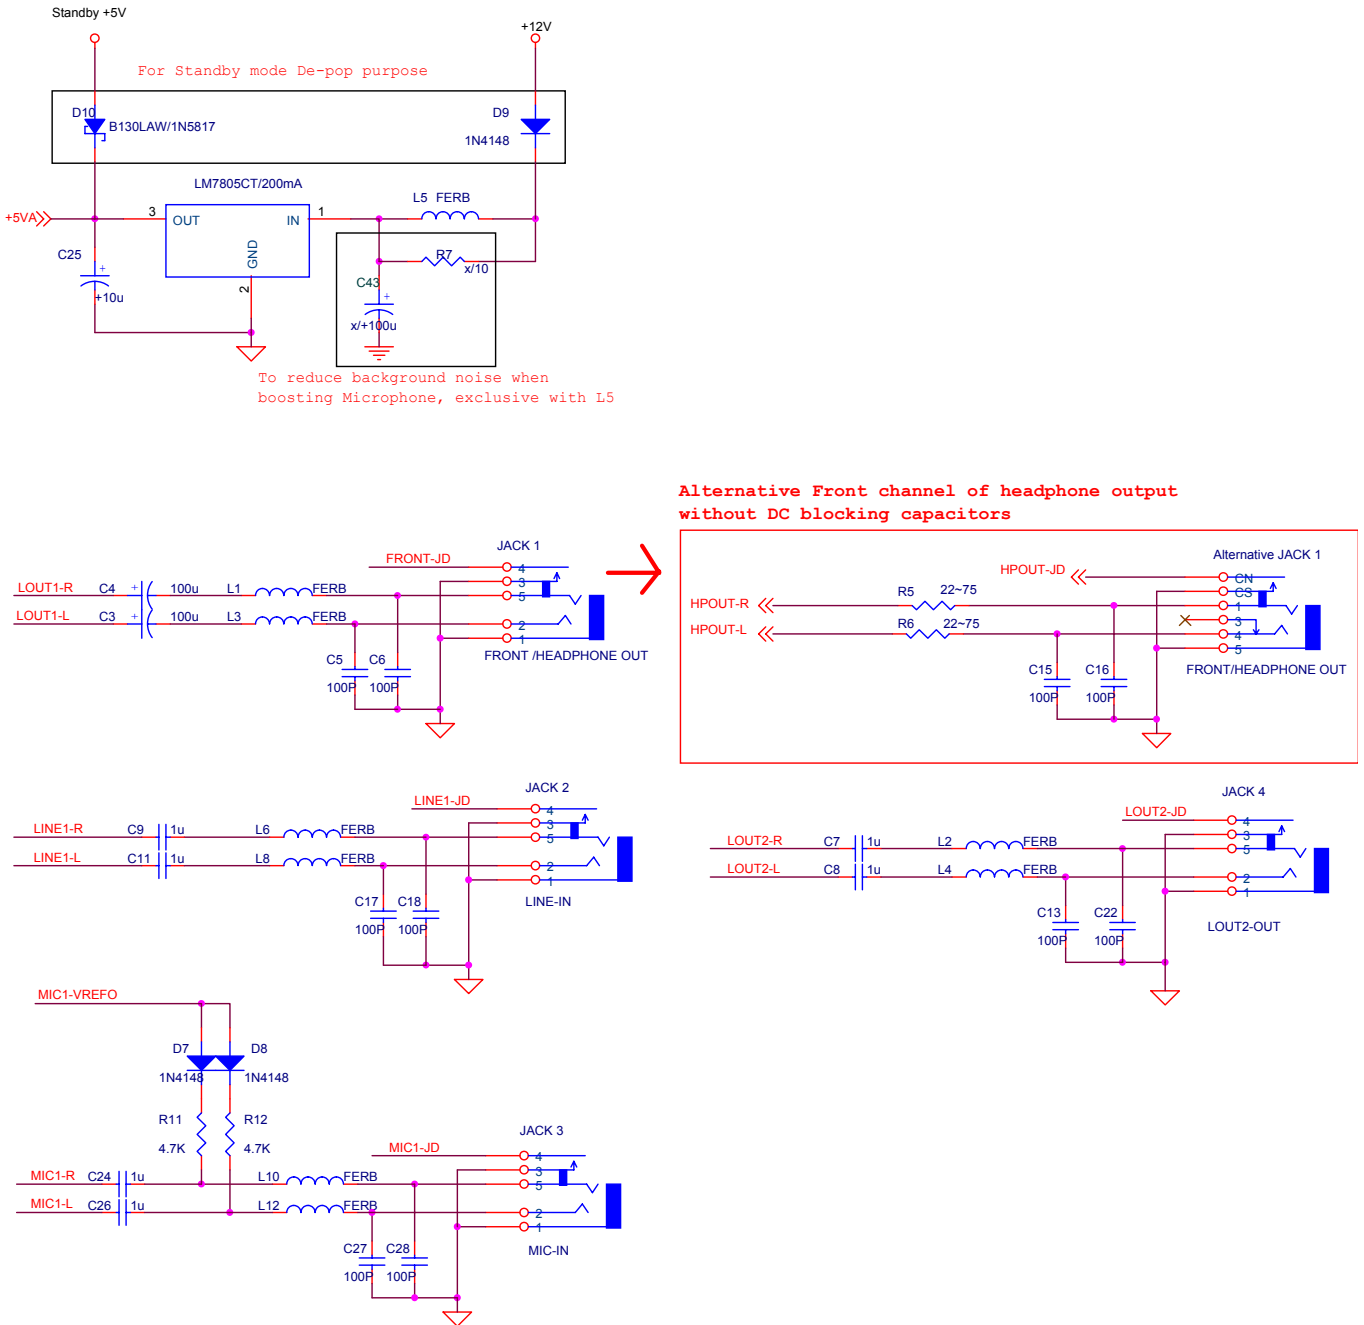 Standby +5V
+12V
For Standby mode De-pop purpose
D10
B130LAW/1N5817
D9
1N4148
LM7805CT/200mA
L5 FERB
+5VA
3
OUT
IN
1
GND
2
C25
+
+10u
R7
x/10
C43
+
x/+100u
To reduce background noise when
boosting Microphone, exclusive with L5
Alternative Front channel of headphone output
without DC blocking capacitors
JACK 1
FRONT-JD
4
3
5
2
1
LOUT1-R
C4
+
100u
L1
FERB
LOUT1-L
C3
+
100u
L3
FERB
C5
100P
C6
100P
FRONT /HEADPHONE OUT
Alternative JACK 1
HPOUT-JD
CN
CS
1
3
4
5
HPOUT-R
R5
22~75
HPOUT-L
R6
22~75
C15
100P
C16
100P
FRONT/HEADPHONE OUT
JACK 2
LINE1-JD
4
3
5
2
1
LINE1-R
C9
1u
L6
FERB
LINE1-L
C11
1u
L8
FERB
C17
100P
C18
100P
LINE-IN
JACK 4
LOUT2-JD
4
3
5
2
1
LOUT2-R
C7
1u
L2
FERB
LOUT2-L
C8
1u
L4
FERB
C13
100P
C22
100P
LOUT2-OUT
MIC1-VREFO
D7
1N4148
D8
1N4148
R11
4.7K
R12
4.7K
JACK 3
MIC1-JD
4
3
5
2
1
MIC1-R
C24
1u
L10
FERB
MIC1-L
C26
1u
L12
FERB
C27
100P
C28
100P
MIC-IN